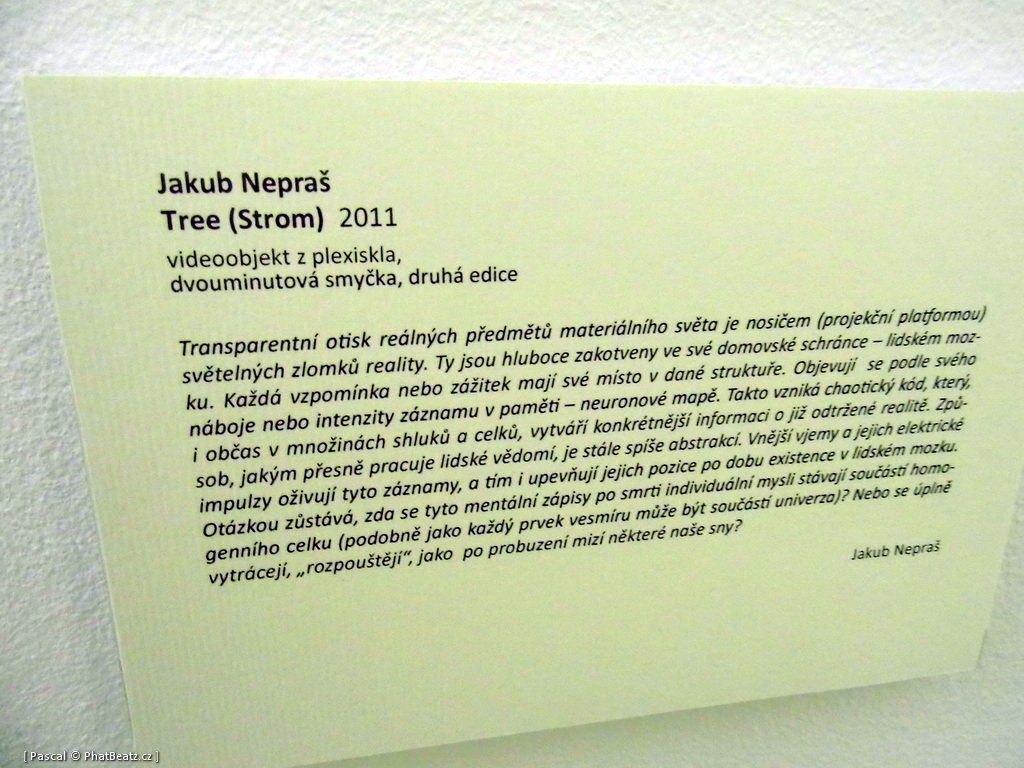 Jakub Nepraš
Tree (Strom) 2011
videoobjekt z plexiskla,
dvouminutová smyčka, druhá edice
Transparentní otisk reálných předmětů materiálního světa je nosičem (projekční platformou)
světelných zlomků reality. Ty jsou hluboce zakotveny ve své domovské schránce – lidském moz-
ku. Každá vzpomínka nebo zážitek mají své místo v dané struktuře. Objevují se podle svého
náboje nebo intenzity záznamu v paměti – neuronové mapě. Takto vzniká chaotický kód, který,
i občas v množinách shluků a celků, vytváří konkrétnější informaci o již odtržené realitě. Způ-
sob, jakým přesně pracuje lidské vědomí, je stále spíše abstrakcí. Vnější vjemy a jejich elektrické
impulzy oživují tyto záznamy, a tím i upevňují jejich pozice po dobu existence v lidském mozku.
Otázkou zůstává, zda se tyto mentální zápisy po smrti individuální mysli stávají součástí homo-
genního celku (podobně jako každý prvek vesmíru může být součástí univerza)? Nebo se úplně
vytrácejí, „rozpouštějí“, jako po probuzení mizí některé naše sny?
Jakub Nepraš
[ Pascal © PhatBeatz.cz ]